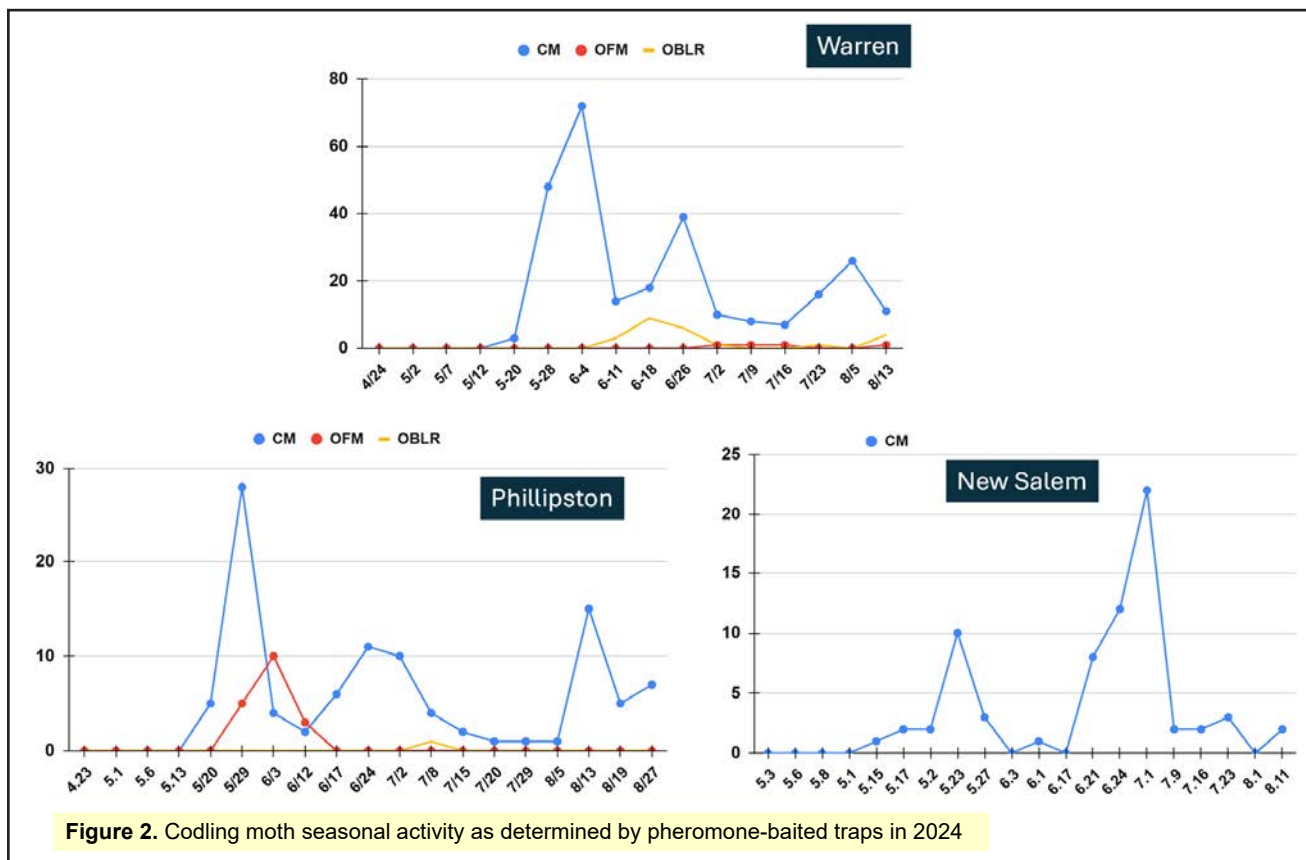 CM OFM OBLR
Warren
80
60
40
20
0
4/24 5/2 5/7 5/12 5-20 5-28 6-4 6-11 6-18 6/26 7/2 7/9 7/16 7/23 8/5 8/13
CM OFM OBLR
Phillipston
30
20
10
0
4.23 5.1 5.6 5.13 5/20 5/29 6/3 6/12 6/17 6/24 7/2 7/8 7/15 7/20 7/29 8/5 8/13 8/19 8/27
CM
New Salem
25
20
15
10
5
0
5.3 5.6 5.8 5.1 5.15 5.17 5.2 5.23 5.27 6.3 6.1 6.17 6.21 6.24 7.1 7.9 7.16 7.23 8.1 8.11
Figure 2. Codling moth seasonal activity as determined by pheromone-baited traps in 2024